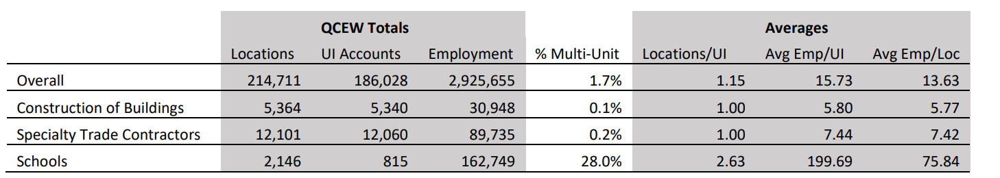 QCEW Totals Averages
Locations UI Accounts Employment % Multi-Unit Locations/UI Avg Emp/UI Avg Emp/Loc
Overall 214,711 186,028 2,925,655 1.7% 1.15 15.73 13.63
Construction of Buildings 5,364 5,340 30,948 0.1% 1.00 5.80 5.77
Specialty Trade Contractors 12,101 12,060 89,735 0.2% 1.00 7.44 7.42
Schools 2,146 815 162,749 28.0% 2.63 199.69 75.84